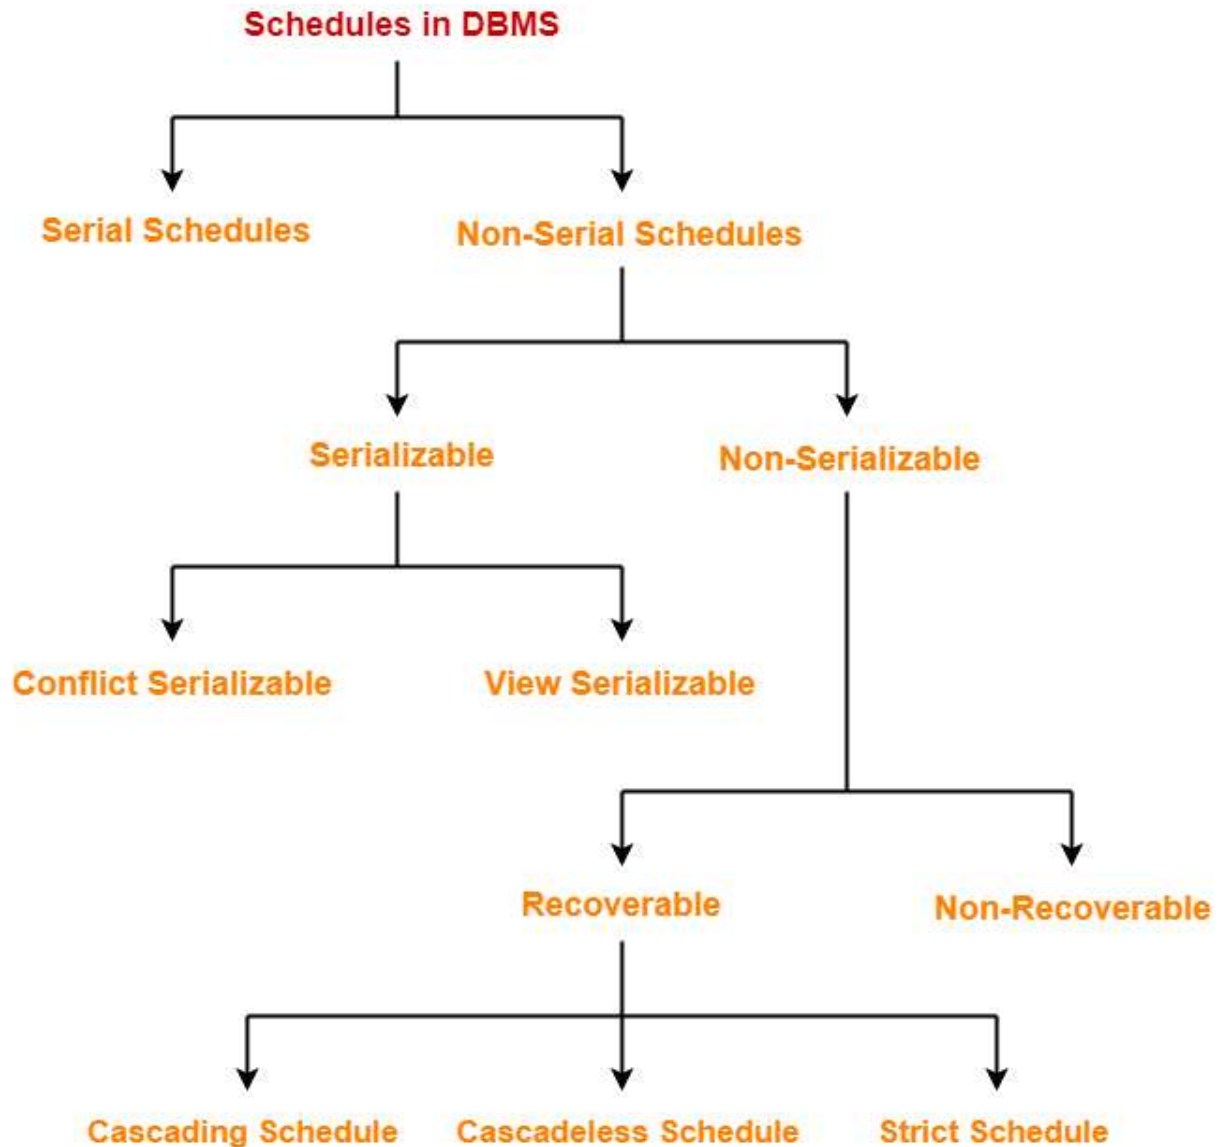 Schedules in DBMS
Serial Schedules
Non-Serial Schedules
Serializable
Non-Serializable
Conflict Serializable
View Serializable
Recoverable
Non-Recoverable
Cascading Schedule
Cascadeless Schedule
Strict Schedule